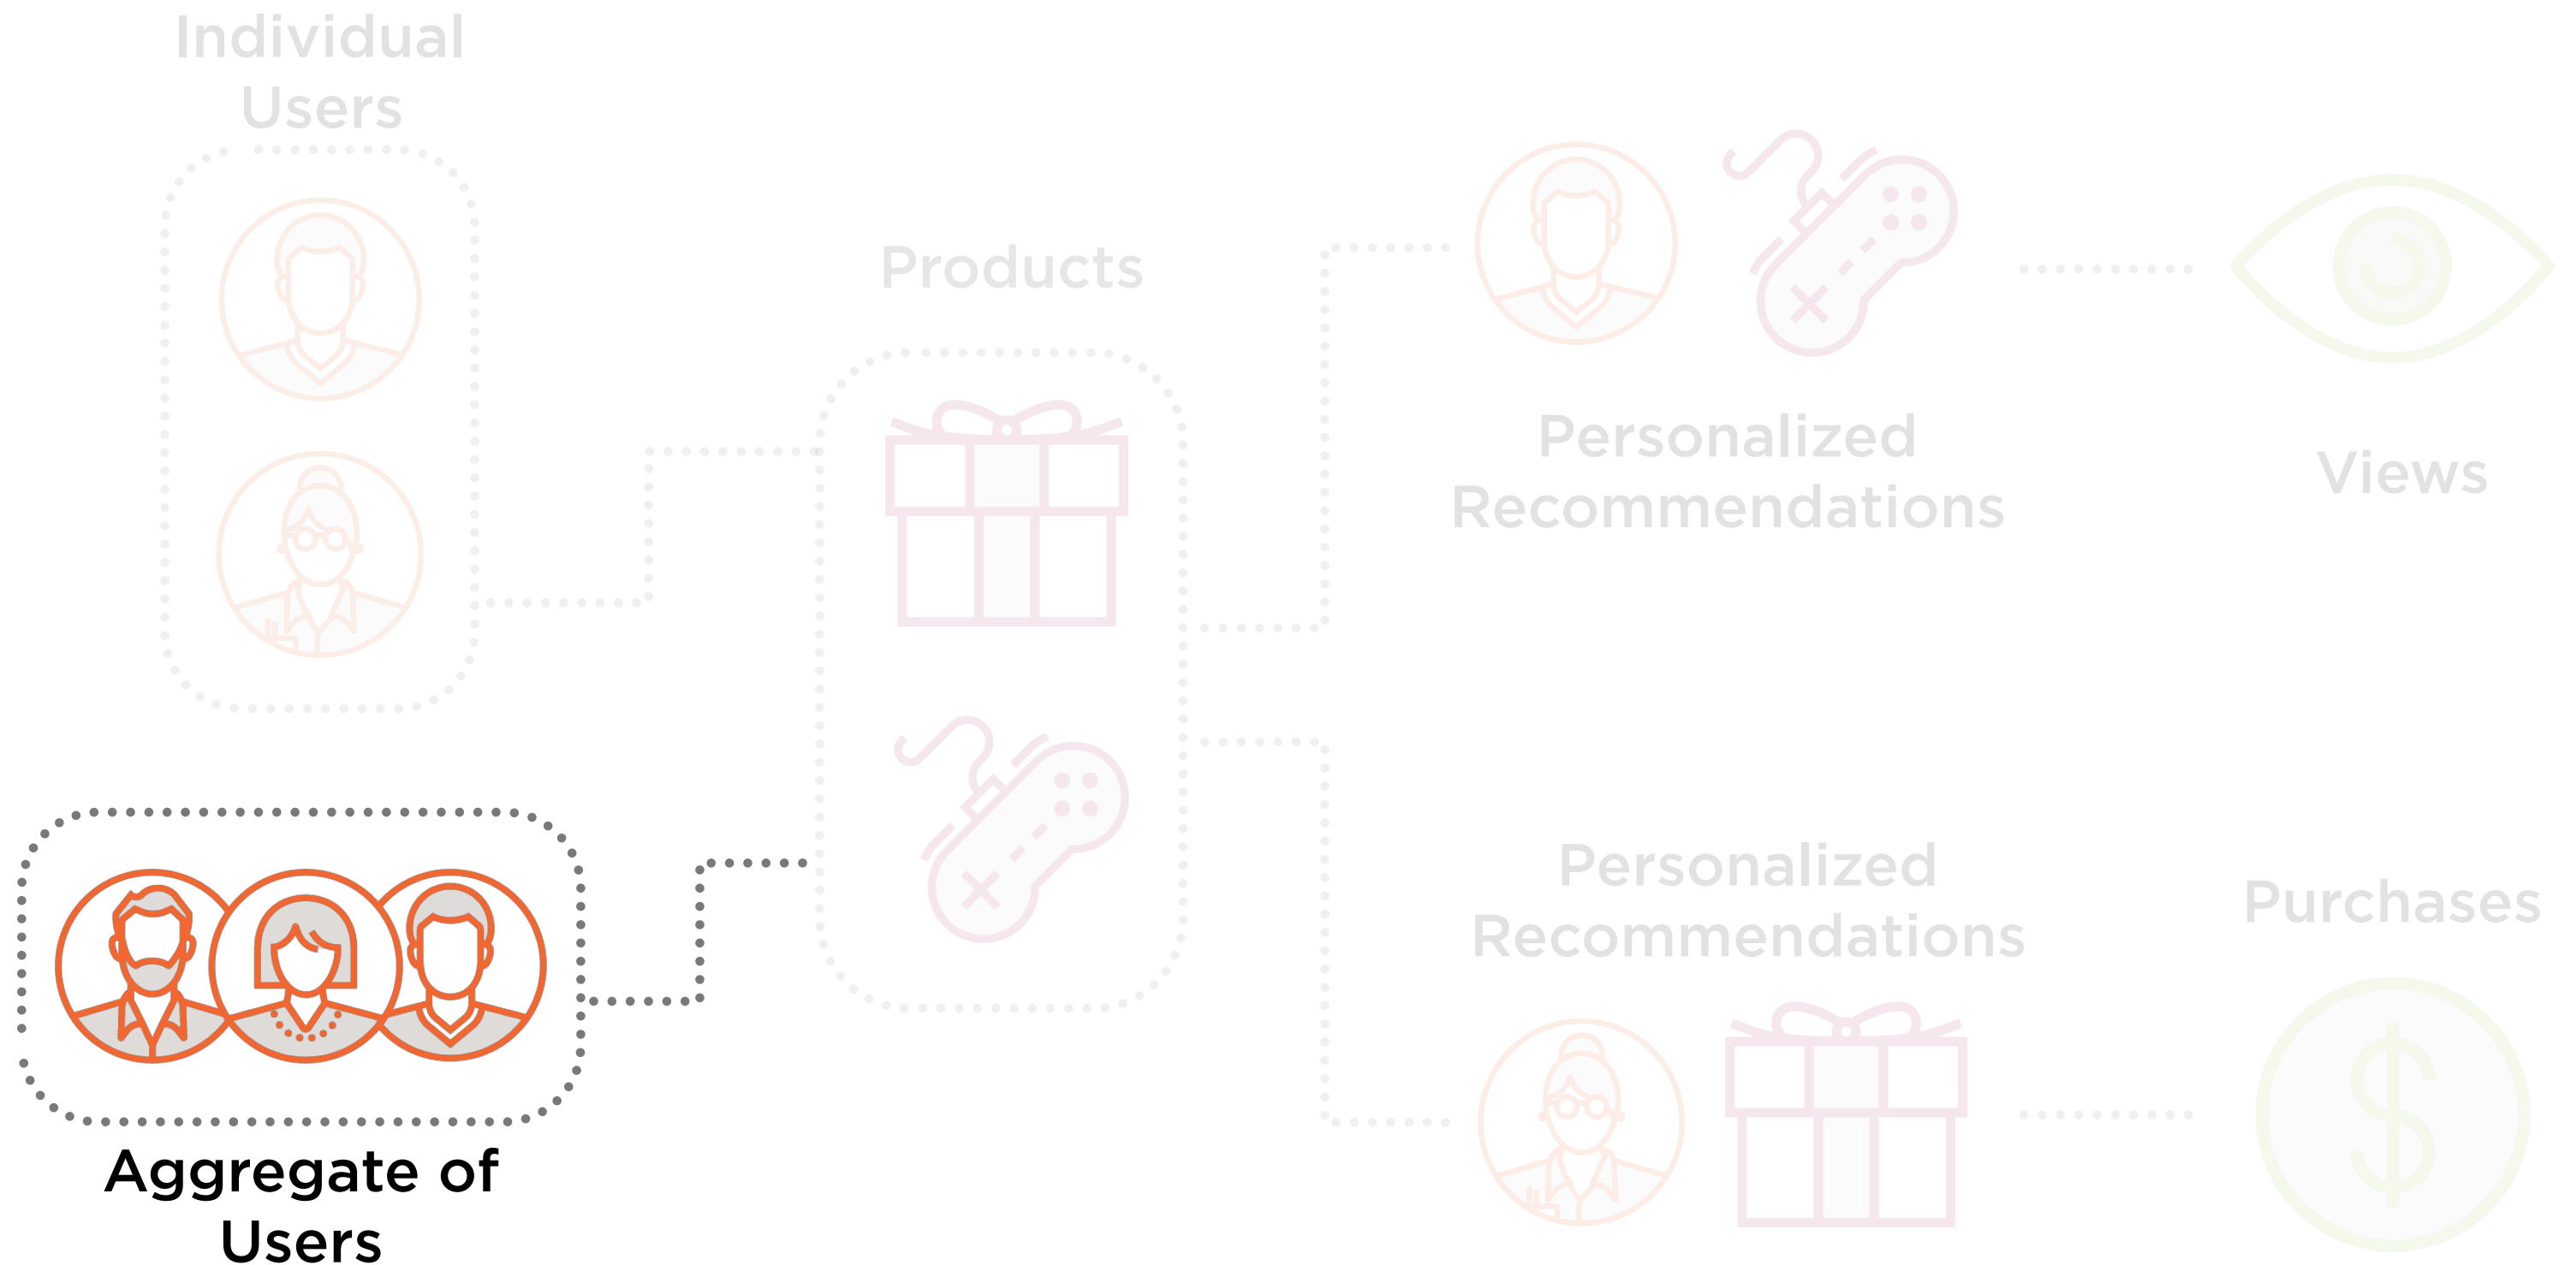 Individual
Users
Products
Personalized
Recommendations
Views
Aggregate of
Users
Personalized
Recommendations
Purchases